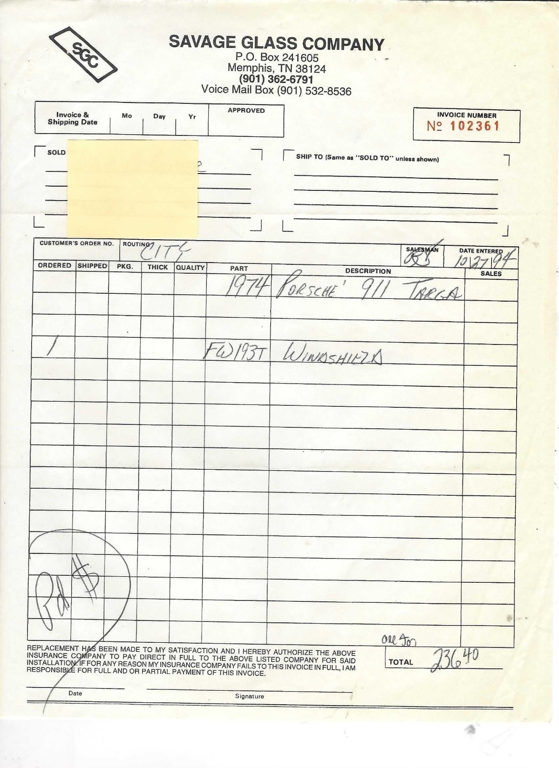 SGC
SAVAGE GLASS COMPANY
P.O. Box 241605
Memphis, TN 38124
(901) 362-6791
Voice Mail Box (901) 532-8536
Invoice & Shipping Date Mo Day Yr APPROVED
INVOICE NUMBER
No 102361
SOLD
SHIP TO (Same as "SOLD TO" unless shown)
CUSTOMER'S ORDER NO. ROUTING CITY SALESMAN DATE ENTERED 10/27/94
ORDERED SHIPPED PKG. THICK QUALITY PART DESCRIPTION SALES
1974 PORSCHE' 911 TARGA
1 FW193T WINDSHIELD
Pd $
REPLACEMENT HAS BEEN MADE TO MY SATISFACTION AND I HEREBY AUTHORIZE THE ABOVE
INSURANCE COMPANY TO PAY DIRECT IN FULL TO THE ABOVE LISTED COMPANY FOR SAID
INSTALLATION. IF FOR ANY REASON MY INSURANCE COMPANY FAILS TO THIS INVOICE IN FULL, I AM
RESPONSIBLE FOR FULL AND OR PARTIAL PAYMENT OF THIS INVOICE.
TOTAL 236.40
Date Signature